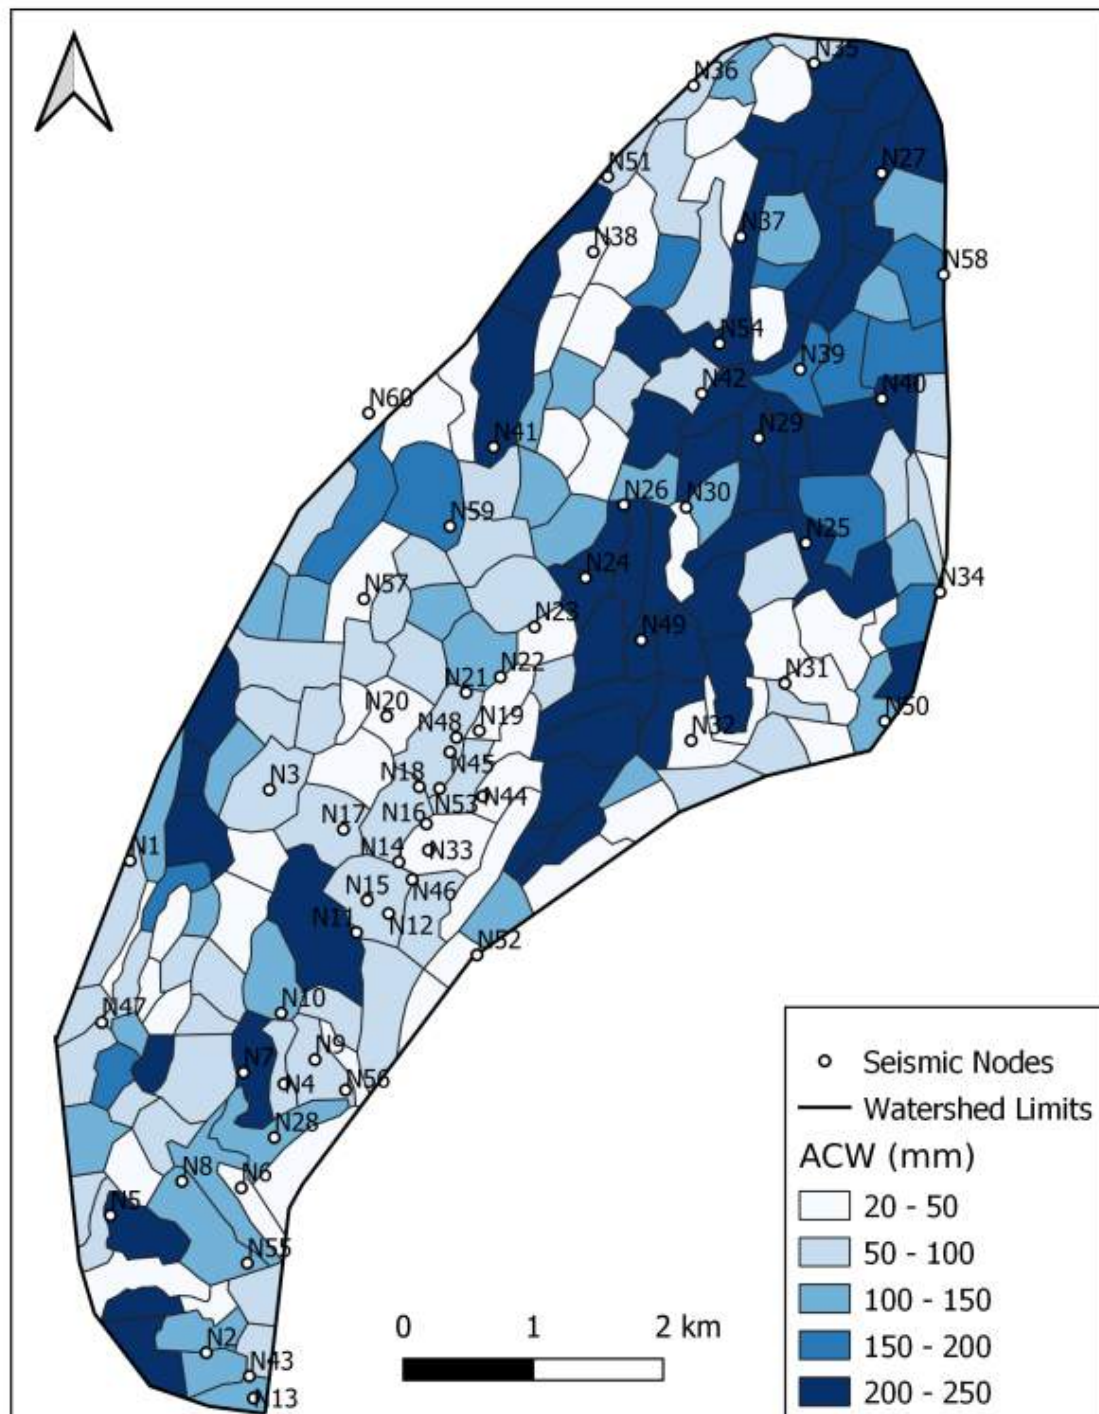 N35
N36
N27
N51
N37
N38
N58
N54
N39
N42
N40
N60
N29
N41
N26
N30
N59
N25
N24
N34
N57
N23
N49
N22
N31
N21
N20
N50
N48
N19
N32
N3
N18
N45
N53
N44
N17
N16
N1
N14
N33
N46
N15
N12
N11
N52
N10
N47
N9
N7
N4
N56
N28
N8
N6
N5
N55
N2
N43
N13
0 1 2 km
Seismic Nodes
Watershed Limits
ACW (mm)
20 - 50
50 - 100
100 - 150
150 - 200
200 - 250